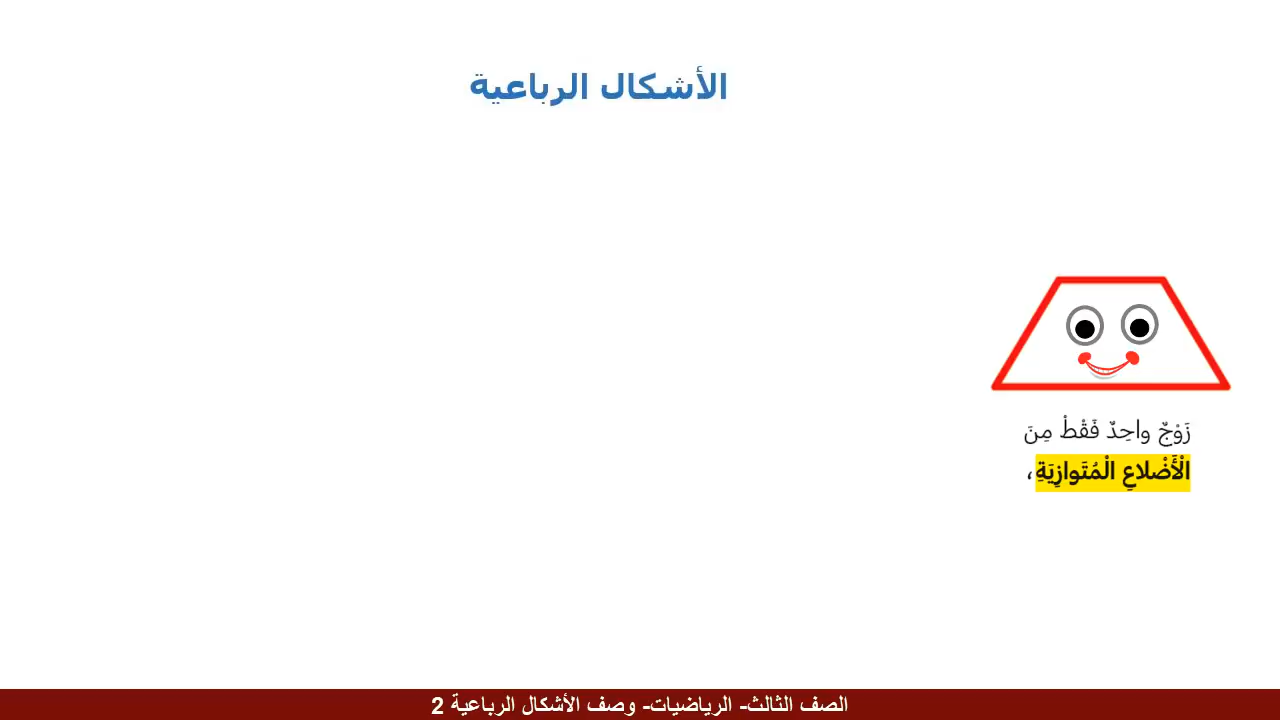 الأشكال الرباعية
زَوْجٌ واحِدٌ فَقَطْ مِنَ
الْأَضْلاعِ الْمُتَوازِيَةِ،
الصف الثالث- الرياضيات- وصف الأشكال الرباعية 2